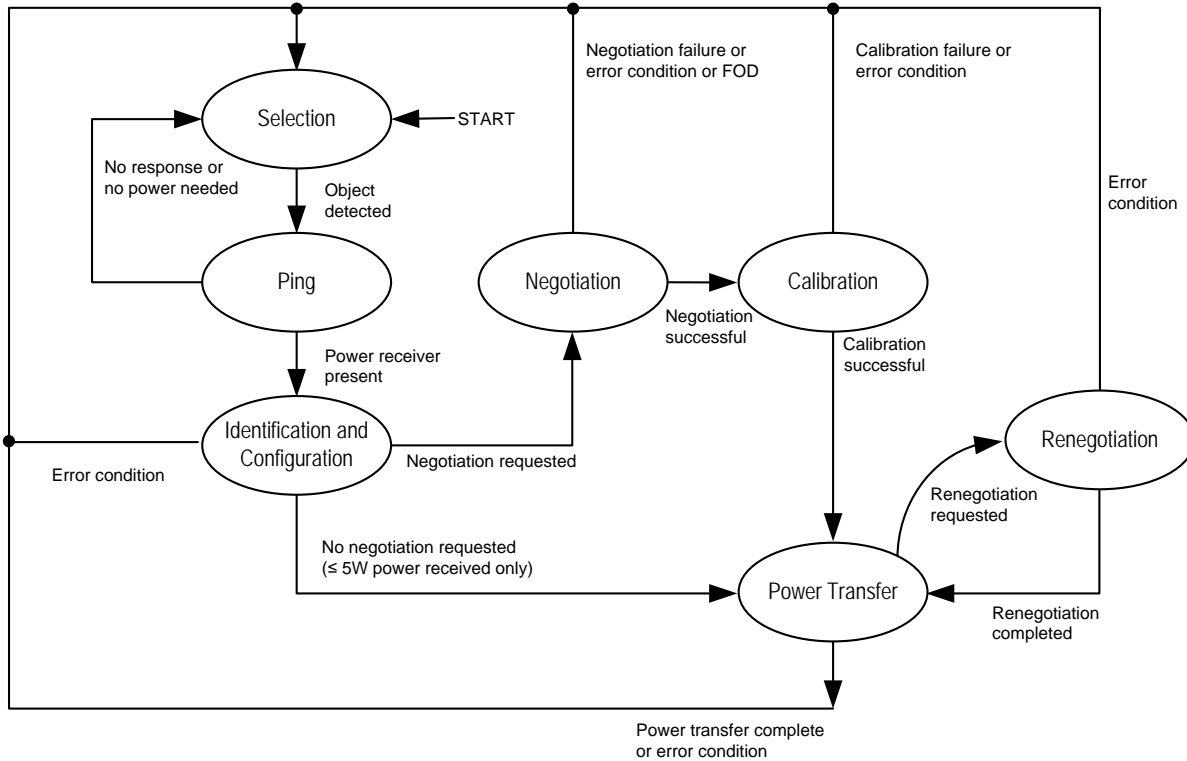 Negotiation failure or
error condition or FOD
Calibration failure or
error condition
Selection
START
No response or
no power needed
Object
detected
Error
condition
Ping
Negotiation
Calibration
Negotiation
successful
Power receiver
present
Calibration
successful
Identification and
Configuration
Renegotiation
Error condition
Negotiation requested
Renegotiation
requested
No negotiation requested
(≤ 5W power received only)
Power Transfer
Renegotiation
completed
Power transfer complete
or error condition